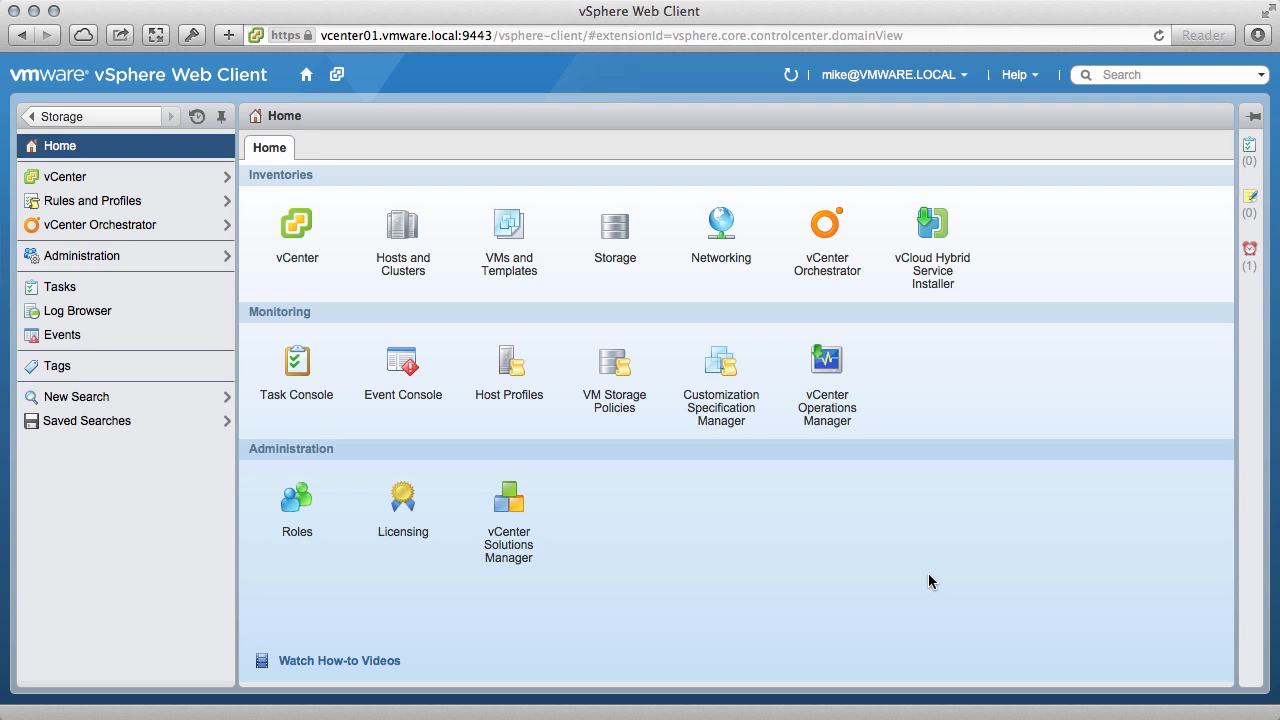 vSphere Web Client
https vcenter01.vmware.local:9443/vsphere-client/#extensionId=vsphere.core.controlcenter.domainView Reader
vmware® vSphere Web Client
mike@VMWARE.LOCAL
Help
Search
Storage
Home
vCenter
Rules and Profiles
vCenter Orchestrator
Administration
Tasks
Log Browser
Events
Tags
New Search
Saved Searches
Home
Home
Inventories
vCenter
Hosts and
Clusters
VMs and
Templates
Storage
Networking
vCenter
Orchestrator
vCloud Hybrid
Service
Installer
Monitoring
Task Console
Event Console
Host Profiles
VM Storage
Policies
Customization
Specification
Manager
vCenter
Operations
Manager
Administration
Roles
Licensing
vCenter
Solutions
Manager
Watch How-to Videos
(0)
(0)
(1)